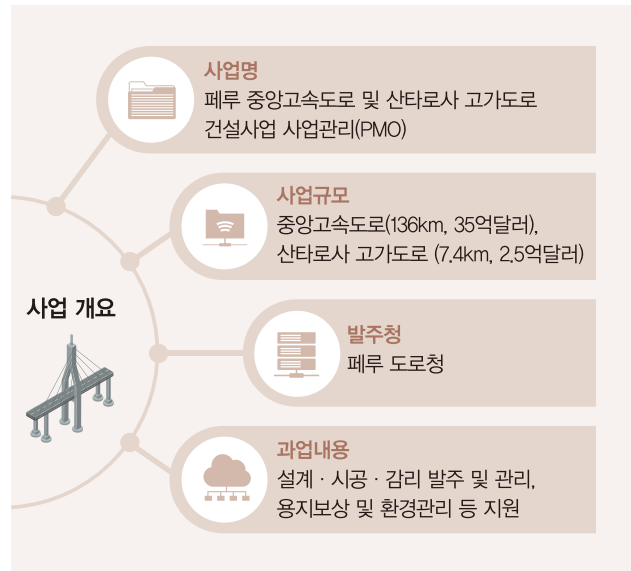 사업 개요
사업명
페루 중앙고속도로 및 산타로사 고가도로
건설사업 사업관리(PMO)
사업규모
중앙고속도로(136km, 35억달러),
산타로사 고가도로 (7.4km, 2.5억달러)
발주청
페루 도로청
과업내용
설계 · 시공 · 감리 발주 및 관리,
용지보상 및 환경관리 등 지원